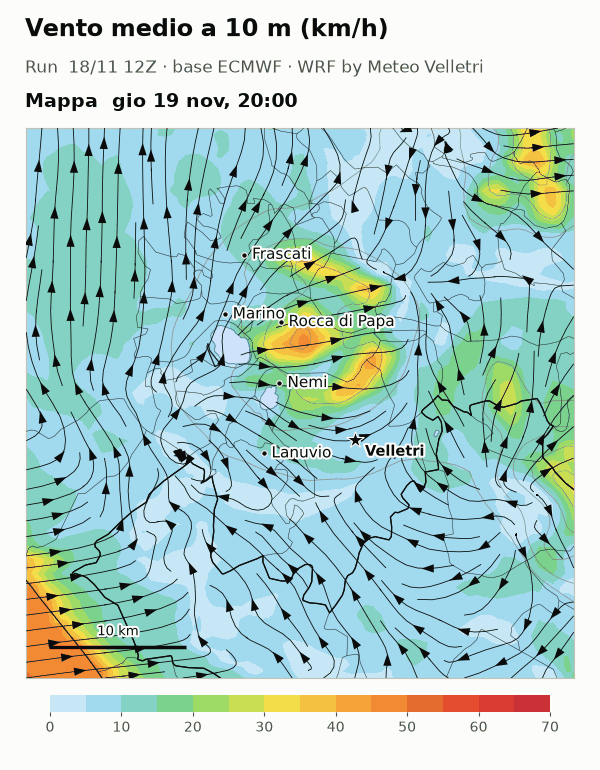 Vento medio a 10 m (km/h)
Run  18/11 12Z · base ECMWF · WRF by Meteo Velletri
Mappa  gio 19 nov, 20:00
Frascati
Marino
Rocca di Papa
Nemi
Velletri
Lanuvio
10 km
0 10 20 30 40 50 60 70